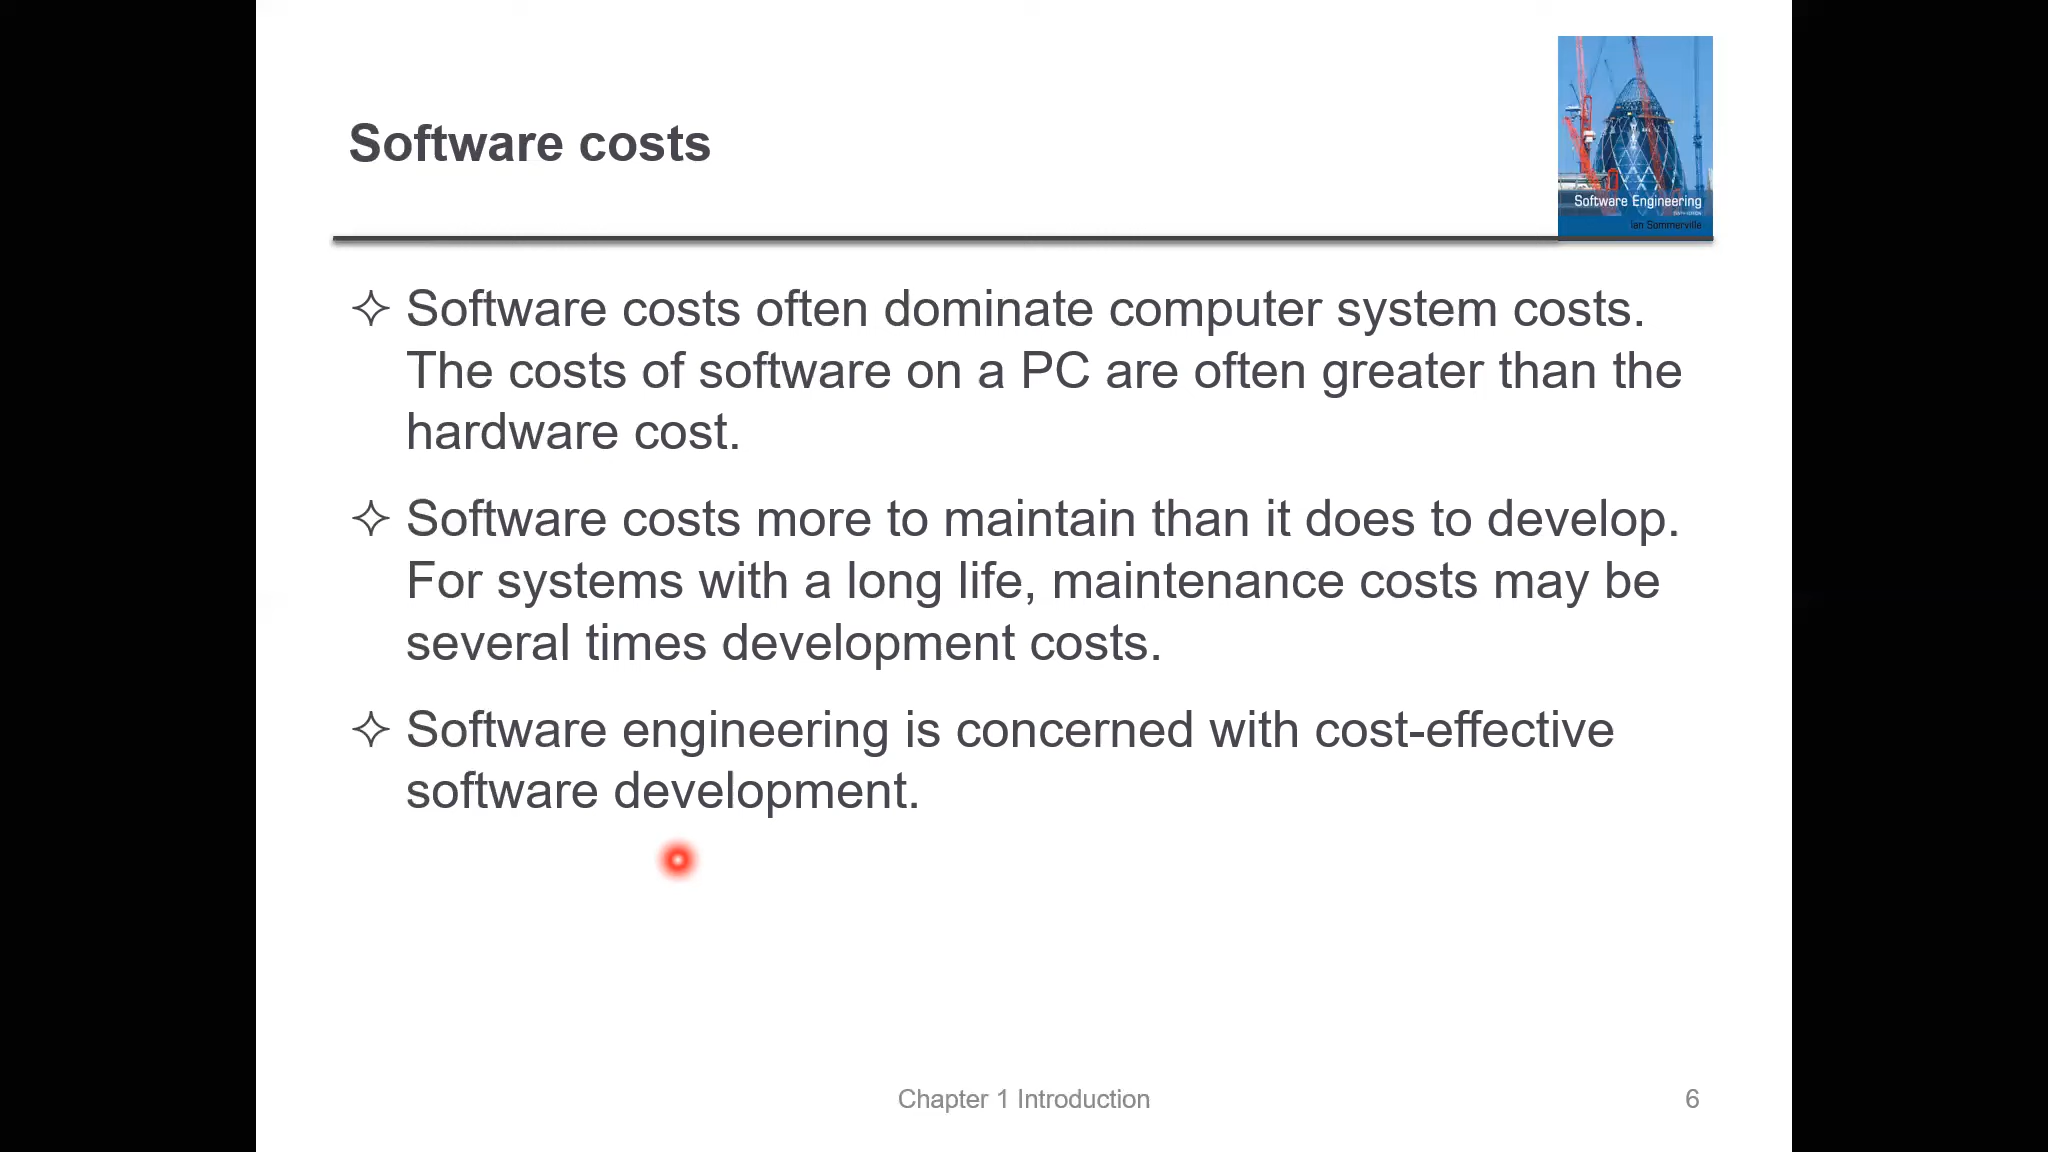 Software costs
Software Engineering
Ian Sommerville
✧ Software costs often dominate computer system costs.
The costs of software on a PC are often greater than the
hardware cost.
✧ Software costs more to maintain than it does to develop.
For systems with a long life, maintenance costs may be
several times development costs.
✧ Software engineering is concerned with cost-effective
software development.
Chapter 1 Introduction
6